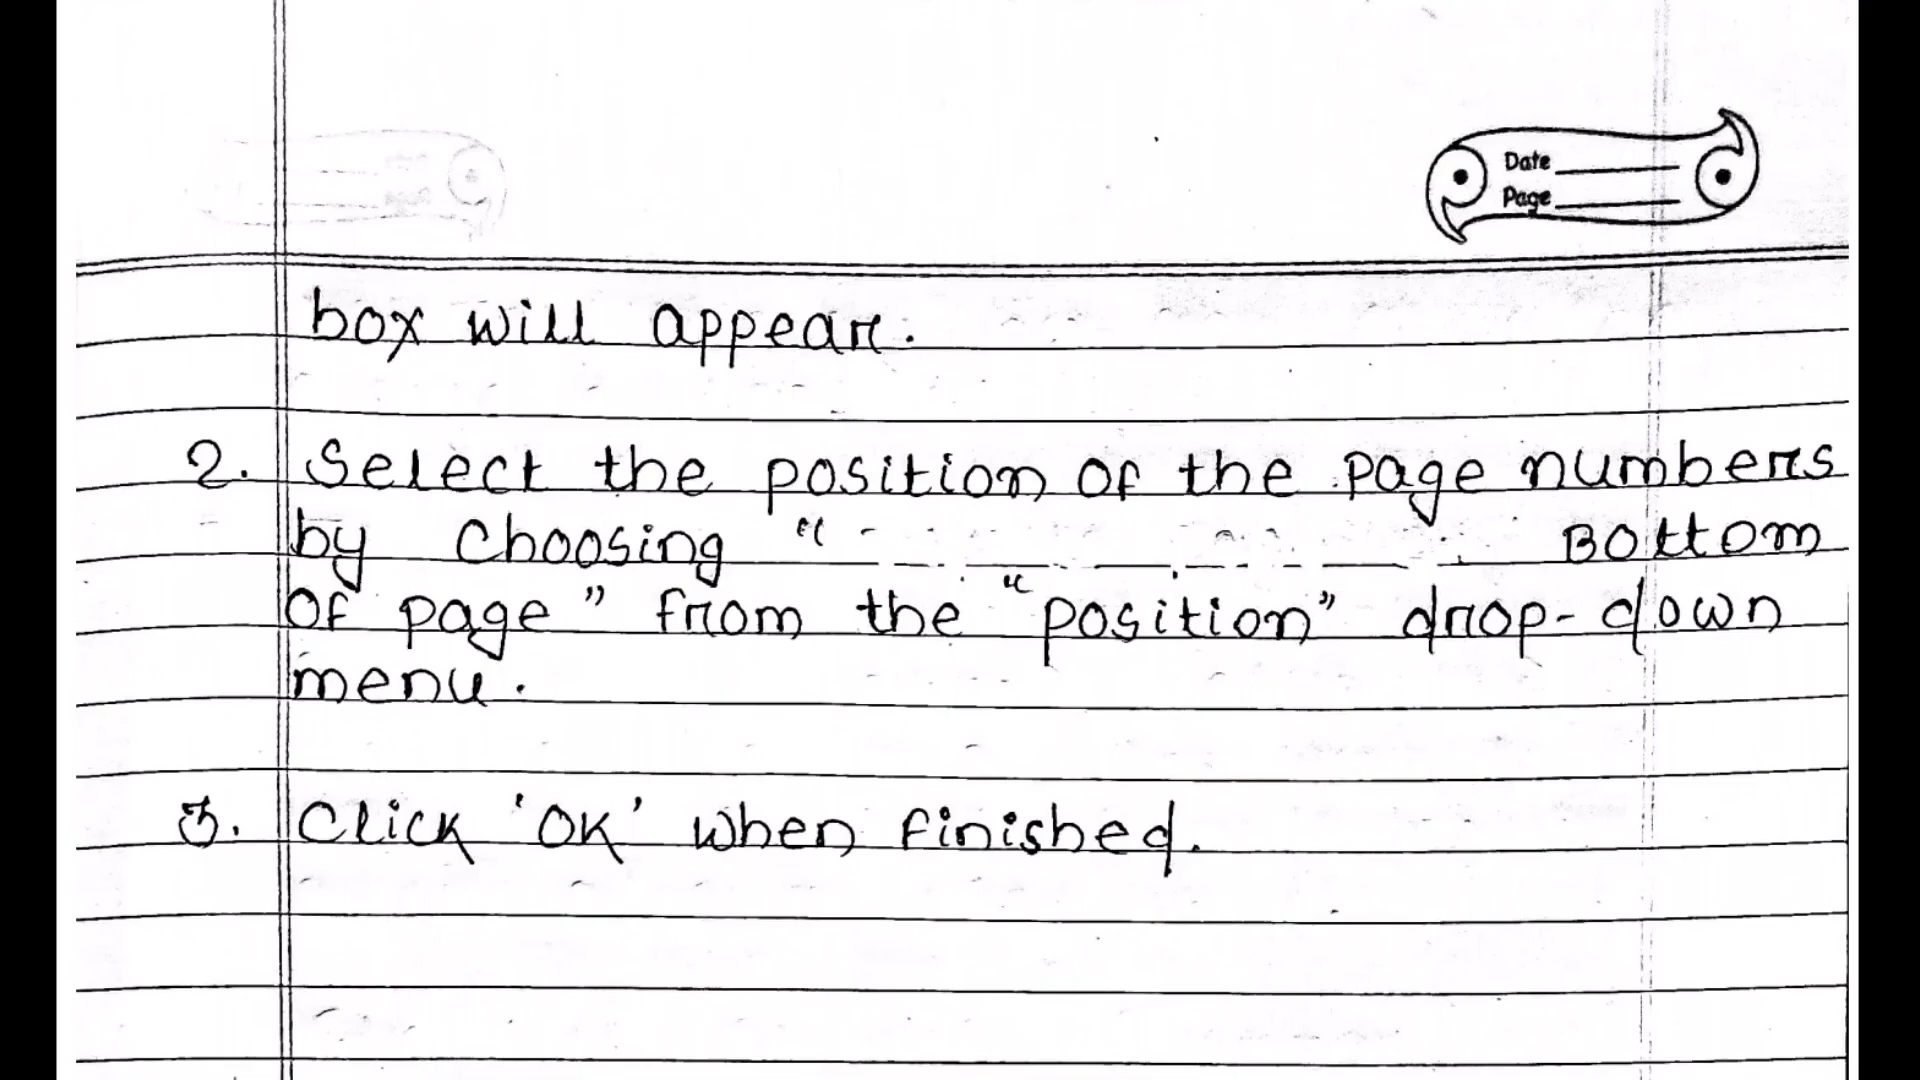 Date
Page
box will appear.
2. Select the position of the page numbers
by choosing " Bottom
of page" from the "position" drop-down
menu.
3. Click 'OK' when finished.